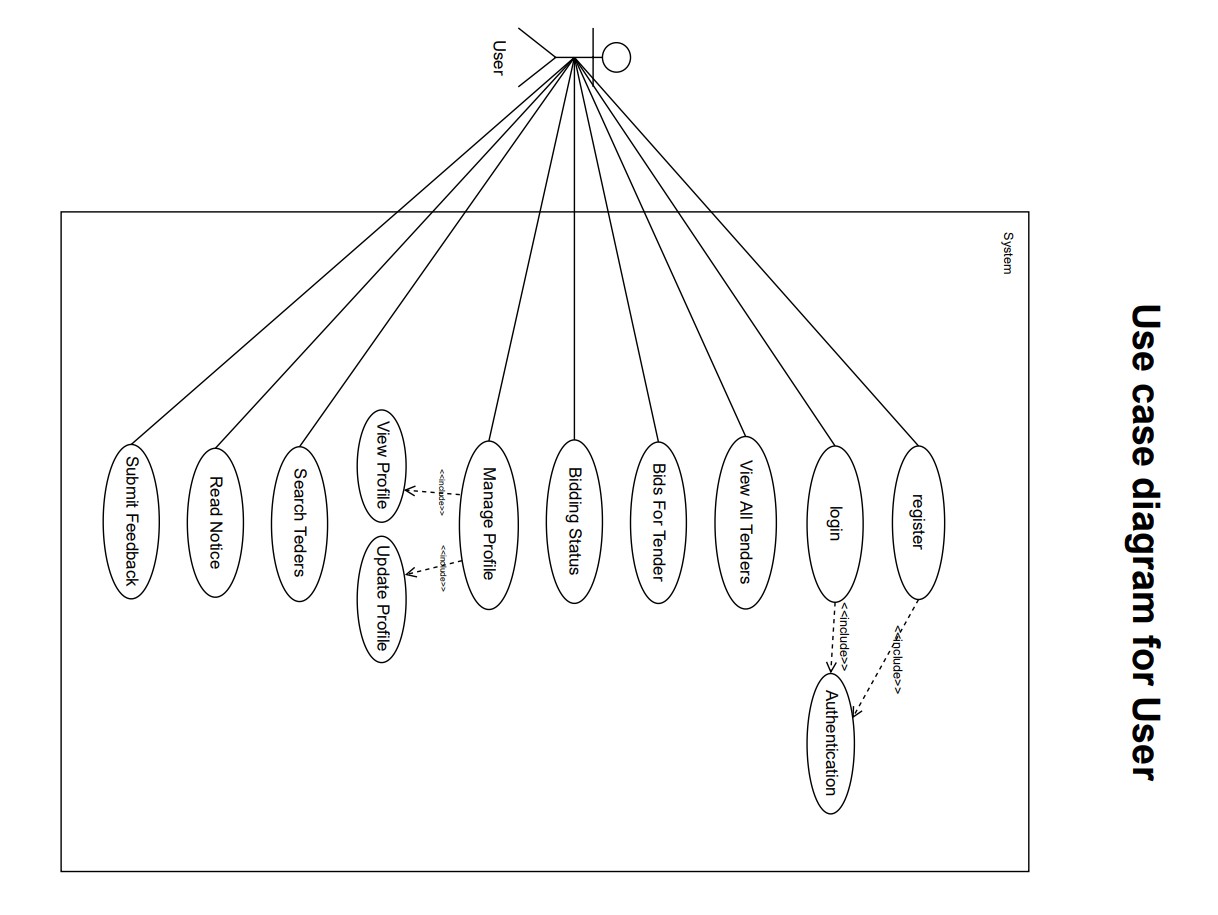 Use case diagram for User
System
register
<<include>>
<<include>>
login
Authentication
View All Tenders
Bids For Tender
Bidding Status
User
Manage Profile
<<include>>
<<include>>
View Profile
Update Profile
Search Teders
Read Notice
Submit Feedback